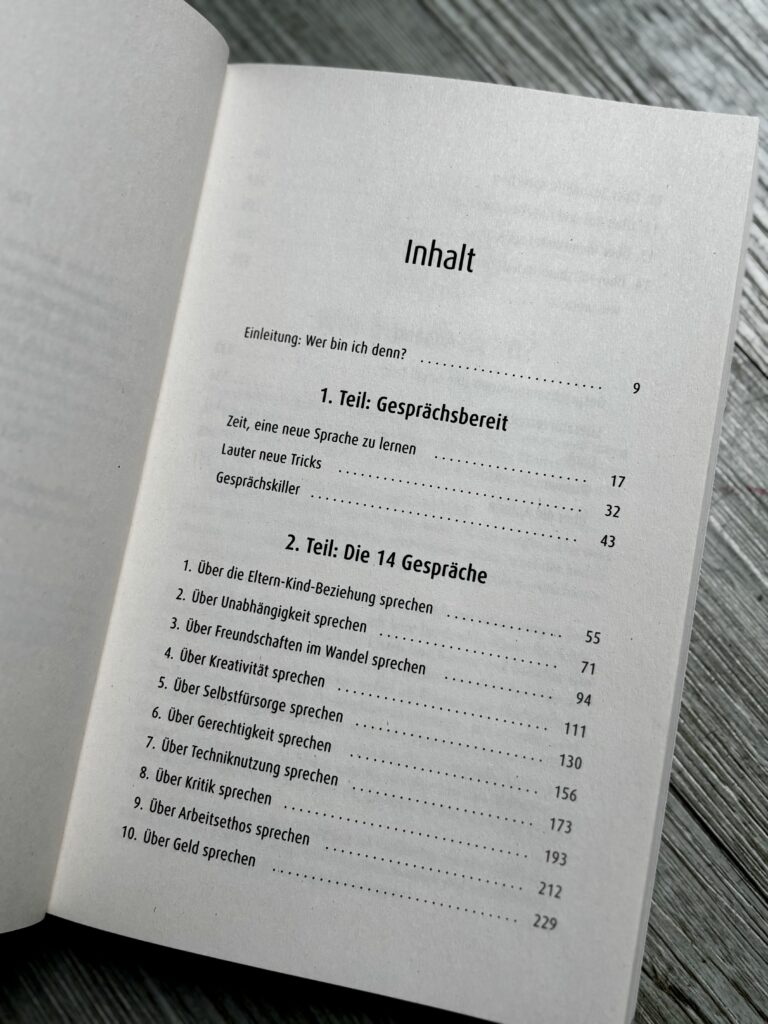 Inhalt
Einleitung: Wer bin ich denn? 9
1. Teil: Gesprächsbereit
Zeit, eine neue Sprache zu lernen 17
Lauter neue Tricks 32
Gesprächskiller 43
2. Teil: Die 14 Gespräche
1. Über die Eltern-Kind-Beziehung sprechen 55
2. Über Unabhängigkeit sprechen 71
3. Über Freundschaften im Wandel sprechen 94
4. Über Kreativität sprechen 111
5. Über Selbstfürsorge sprechen 130
6. Über Gerechtigkeit sprechen 156
7. Über Techniknutzung sprechen 173
8. Über Kritik sprechen 193
9. Über Arbeitsethos sprechen 212
10. Über Geld sprechen 229